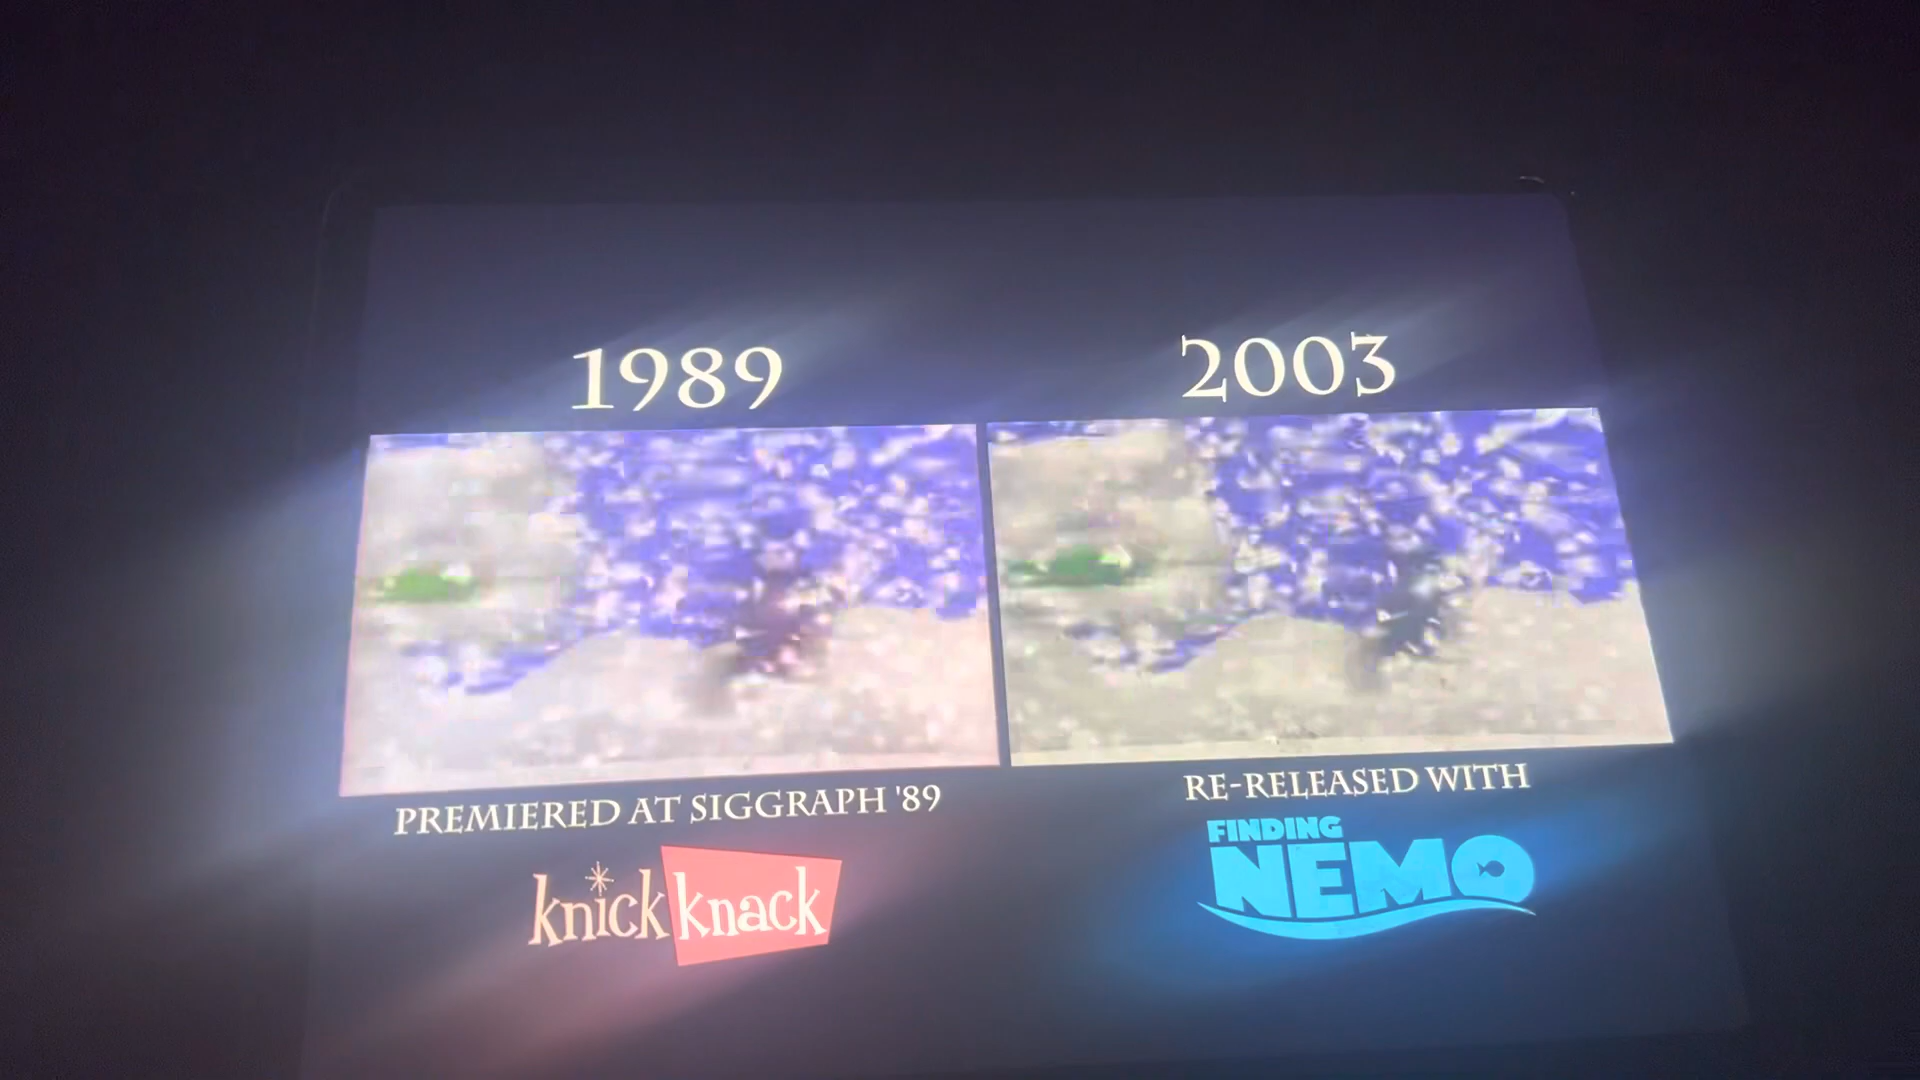 1989
2003
PREMIERED AT SIGGRAPH '89
RE-RELEASED WITH
knick knack
FINDING
NEMO